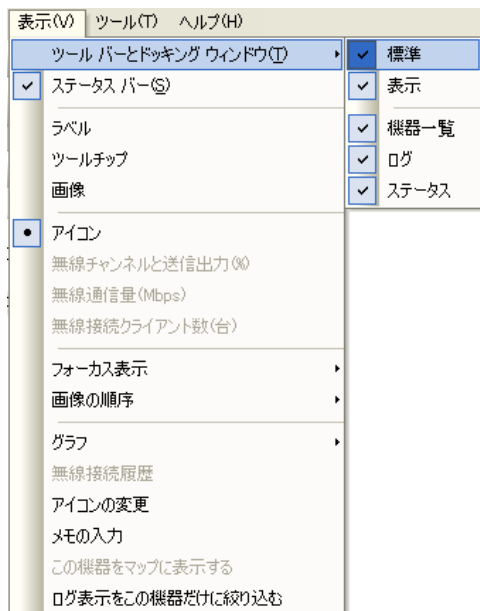 表示(V) ツール(T) ヘルプ(H)
ツール バーとドッキング ウィンドウ(T)
ステータス バー(S)
ラベル
ツールチップ
画像
アイコン
無線チャンネルと送信出力(%)
無線通信量(Mbps)
無線接続クライアント数(台)
フォーカス表示
画像の順序
グラフ
無線接続履歴
アイコンの変更
メモの入力
この機器をマップに表示する
ログ表示をこの機器だけに絞り込む
標準
表示
機器一覧
ログ
ステータス